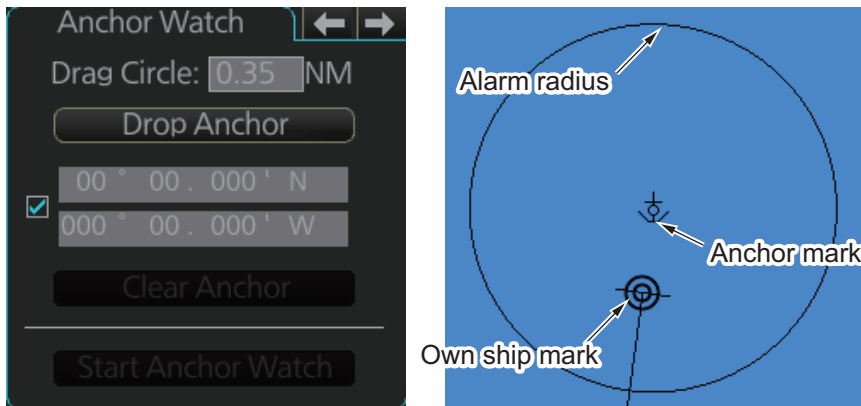 Anchor Watch
Drag Circle: 0.35 NM
Drop Anchor
00 ° 00 . 000 ' N
000 ° 00 . 000 ' W
Clear Anchor
Start Anchor Watch
Alarm radius
Anchor mark
Own ship mark